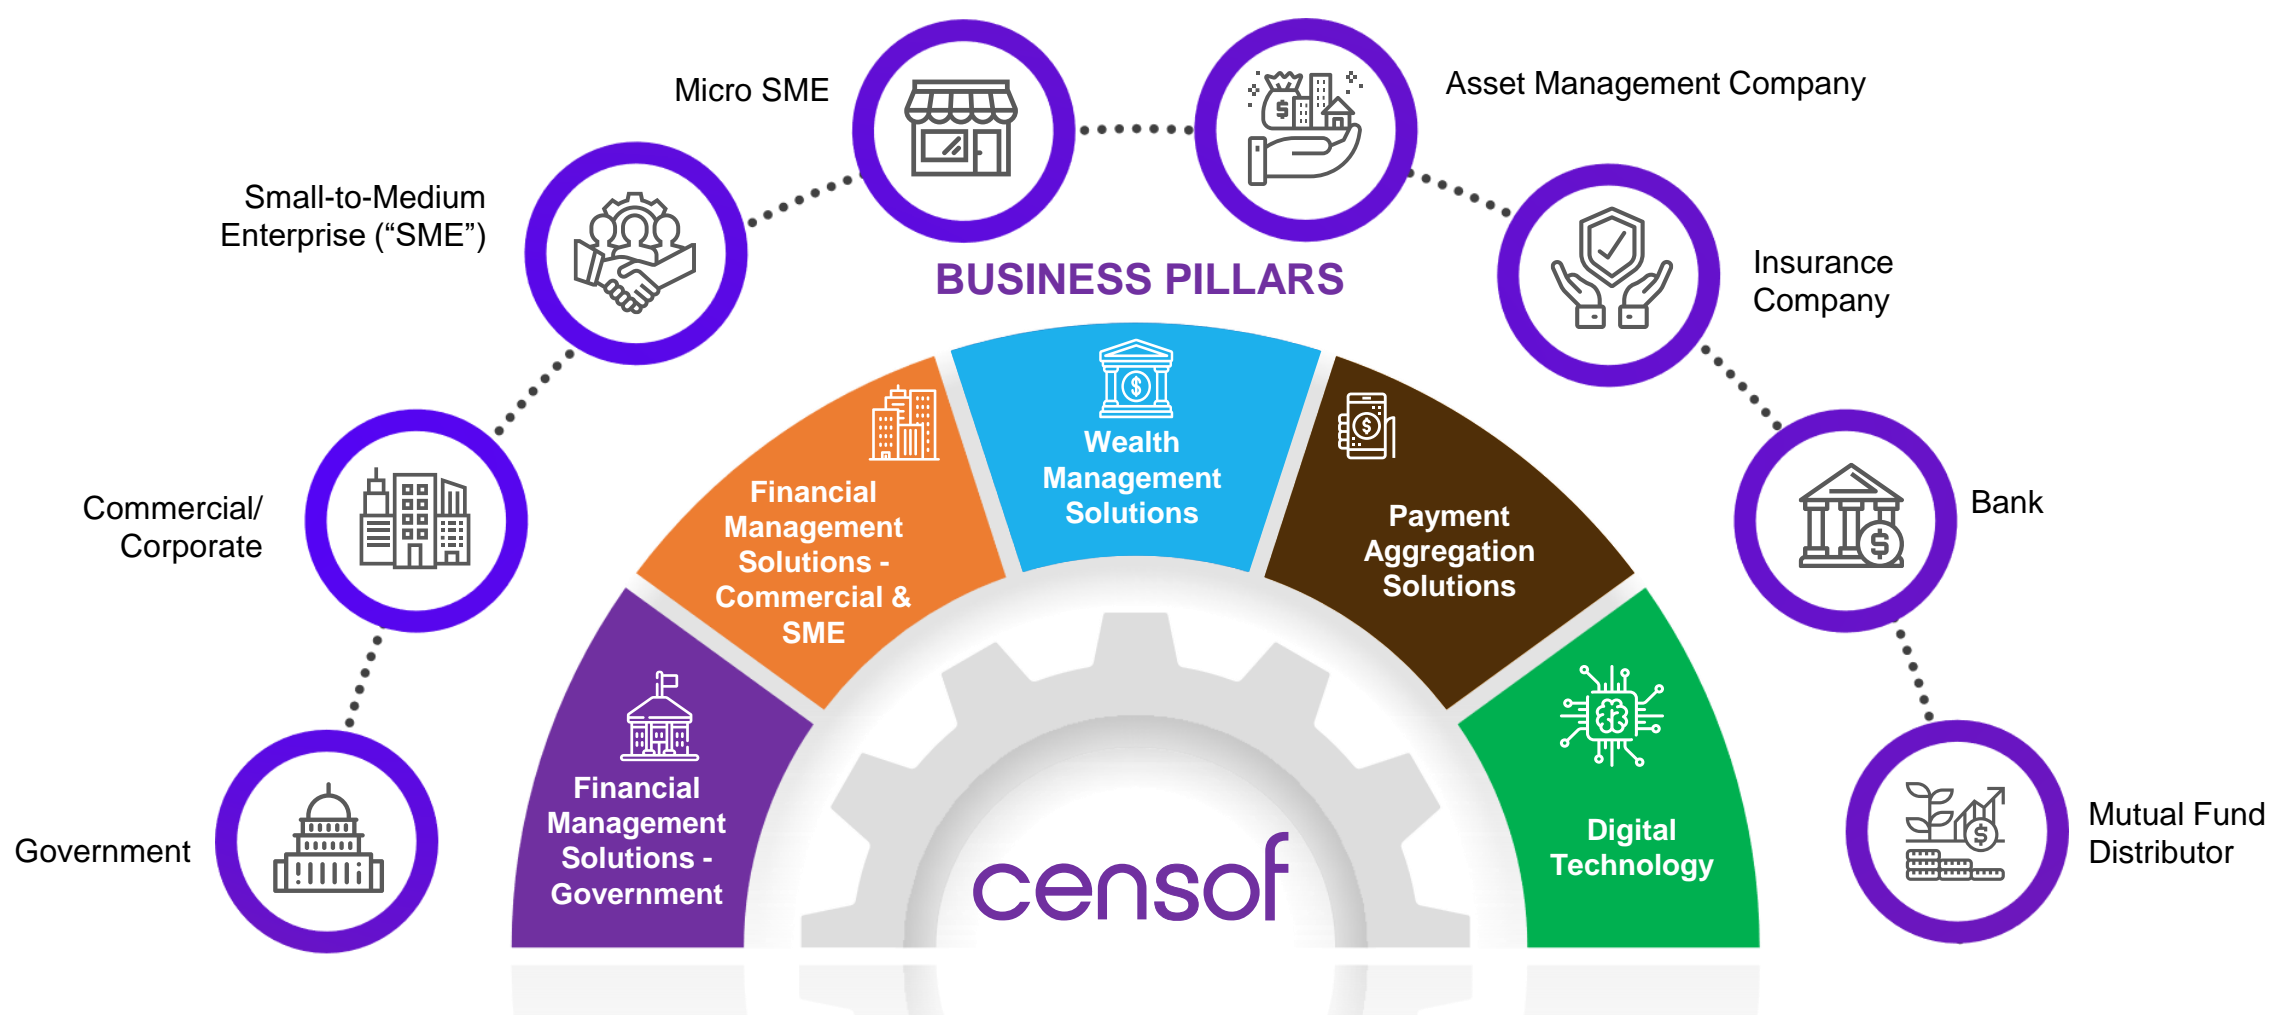 Micro SME
Asset Management Company
Small-to-Medium
Enterprise (“SME”)
Insurance
Company
BUSINESS PILLARS
Commercial/
Corporate
Bank
Government
Mutual Fund
Distributor
Financial
Management
Solutions -
Government
Financial
Management
Solutions -
Commercial &
SME
Wealth
Management
Solutions
Payment
Aggregation
Solutions
Digital
Technology
censof